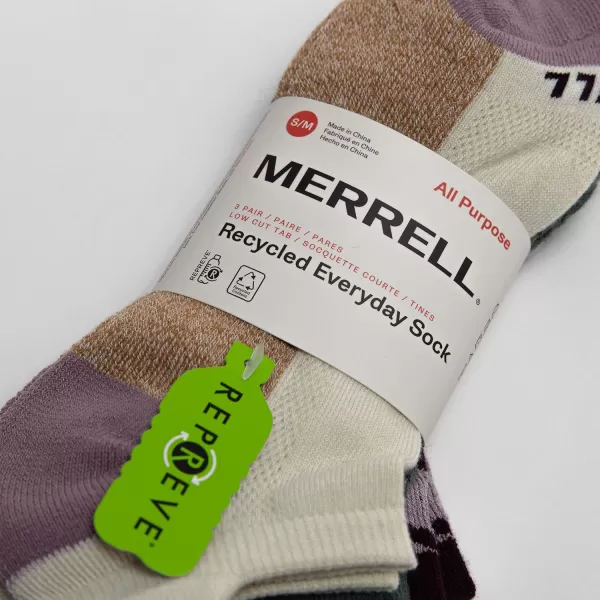 S/M
Made in China
Fabriqué en Chine
Hecho en China
All Purpose
MERRELL®
3 PAIR / PAIRE / PARES
LOW CUT TAB / SOCQUETTE COURTE / TINES
Recycled Everyday Sock
REPREVE
R
REPREVE®